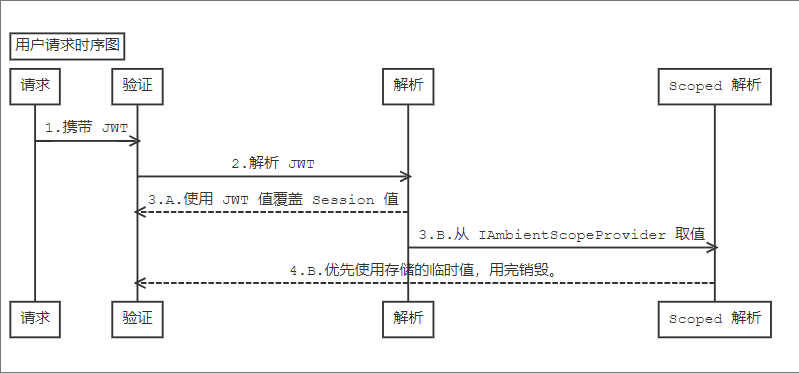 用户请求时序图
请求
验证
解析
Scoped 解析
1.携带 JWT
2.解析 JWT
3.A.使用 JWT 值覆盖 Session 值
3.B.从 IAmbientScopeProvider 取值
4.B.优先使用存储的临时值，用完销毁。
请求
验证
解析
Scoped 解析